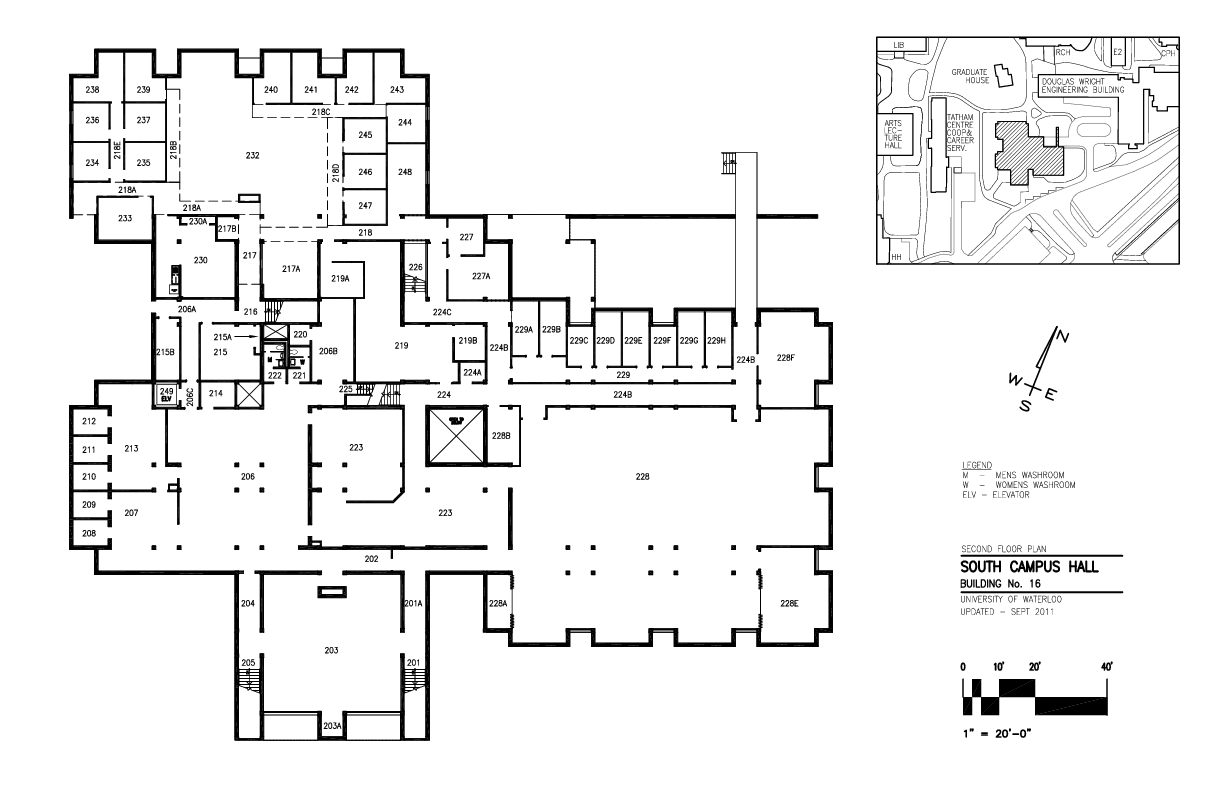 238
239
240
241
242
243
218C
236
237
218B
245
244
232
234
218E
235
218D
246
248
218A
218A
247
233
230A
217B
218
227
230
217
217A
219A
226
227A
206A
216
224C
215A
220
229A
229B
215B
215
206B
219
219B
224B
229C
229D
229E
229F
229G
229H
224B
228F
W
W
222
221
224A
229
249
ELV
206C
214
225
224
224B
212
213
223
228B
211
210
206
228
209
207
223
208
202
204
201A
228A
228E
203
205
201
203A
LIB
RCH
E2
CPH
GRADUATE
HOUSE
DOUGLAS WRIGHT
ENGINEERING BUILDING
ARTS
LEC-
TURE
HALL
TATHAM
CENTRE
COOP&
CAREER
SERV.
HH
N
W
E
S
LEGEND
M – MENS WASHROOM
W – WOMENS WASHROOM
ELV – ELEVATOR
SECOND FLOOR PLAN
SOUTH CAMPUS HALL
BUILDING No. 16
UNIVERSITY OF WATERLOO
UPDATED – SEPT 2011
0 10' 20' 40'
1" = 20'-0"